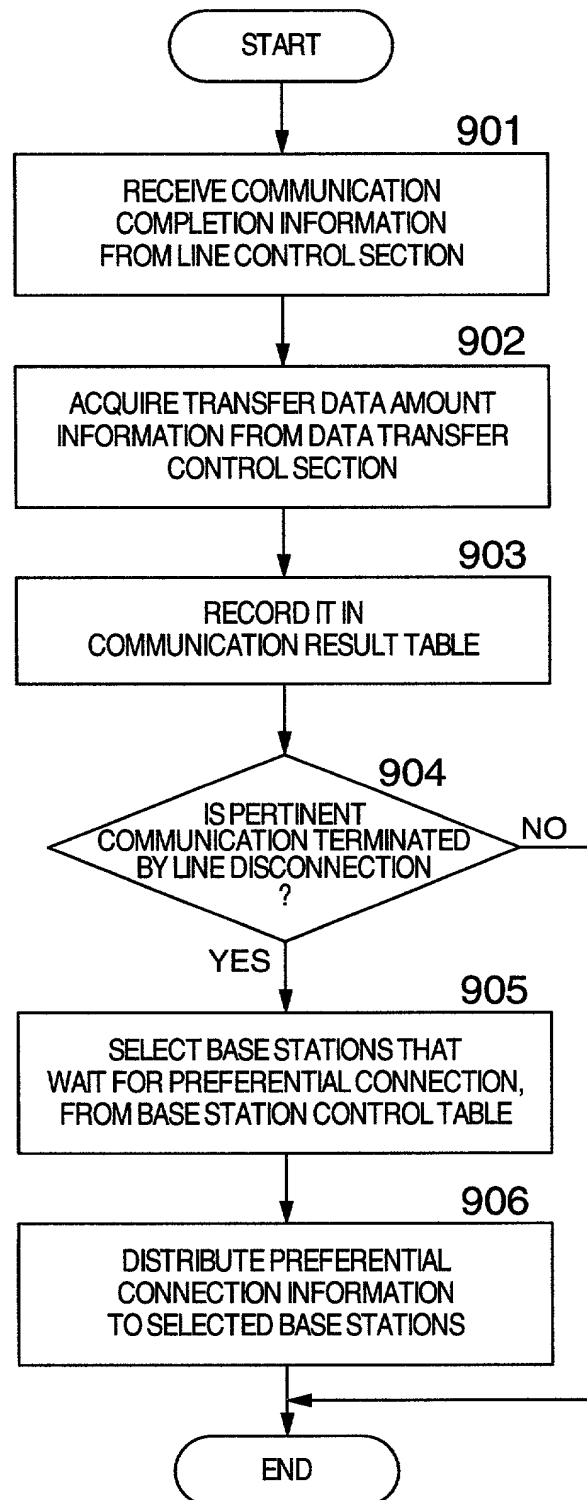 START
901
RECEIVE COMMUNICATION
COMPLETION INFORMATION
FROM LINE CONTROL SECTION
902
ACQUIRE TRANSFER DATA AMOUNT
INFORMATION FROM DATA TRANSFER
CONTROL SECTION
903
RECORD IT IN
COMMUNICATION RESULT TABLE
904
IS PERTINENT
COMMUNICATION TERMINATED
BY LINE DISCONNECTION
?
NO
YES
905
SELECT BASE STATIONS THAT
WAIT FOR PREFERENTIAL CONNECTION,
FROM BASE STATION CONTROL TABLE
906
DISTRIBUTE PREFERENTIAL
CONNECTION INFORMATION
TO SELECTED BASE STATIONS
END